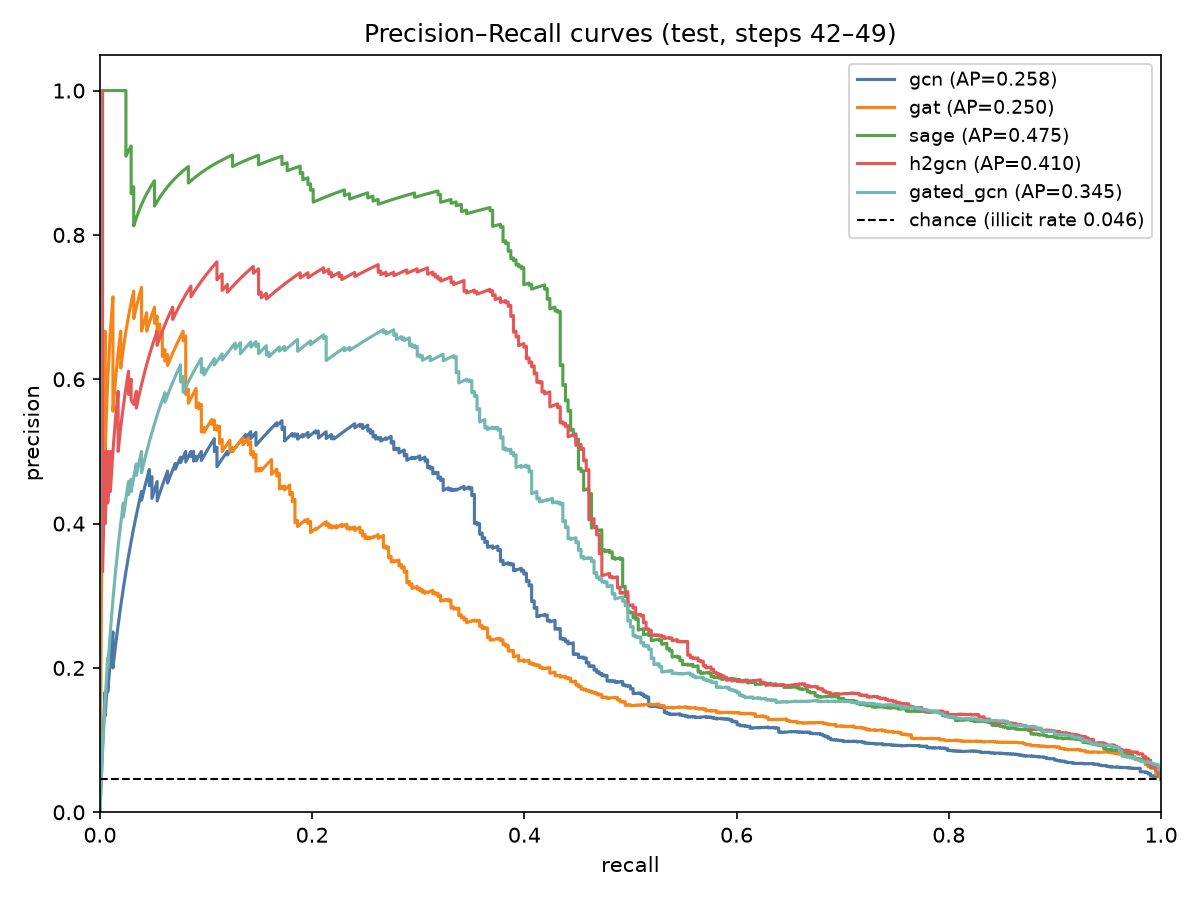 Precision–Recall curves (test, steps 42–49)
gcn (AP=0.258)
gat (AP=0.250)
sage (AP=0.475)
h2gcn (AP=0.410)
gated_gcn (AP=0.345)
chance (illicit rate 0.046)
precision
1.0
0.8
0.6
0.4
0.2
0.0
0.0 0.2 0.4 0.6 0.8 1.0
recall